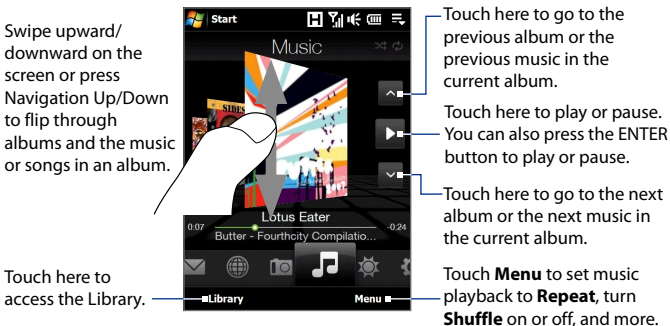 Swipe upward/
downward on the
screen or press
Navigation Up/Down
to flip through
albums and the music
or songs in an album.
Touch here to
access the Library.
Start
H
Music
SIDES
Lotus Eater
0:07
-0:24
Butter - Fourthcity Compilatio...
Library
Menu
Touch here to go to the
previous album or the
previous music in the
current album.
Touch here to play or pause.
You can also press the ENTER
button to play or pause.
Touch here to go to the next
album or the next music in
the current album.
Touch Menu to set music
playback to Repeat, turn
Shuffle on or off, and more.